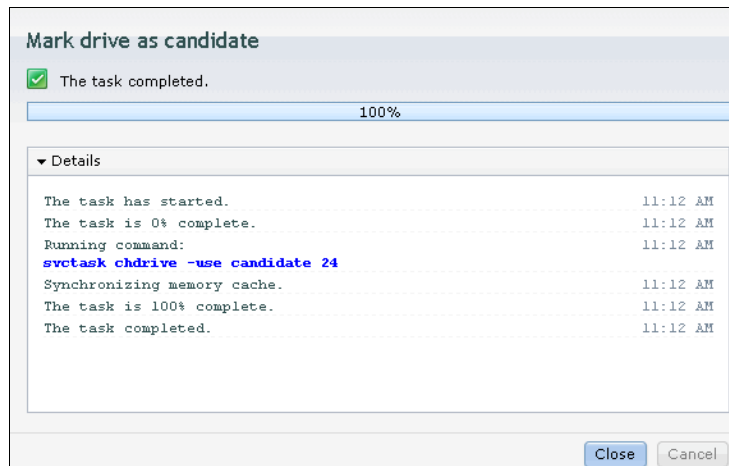 Mark drive as candidate
The task completed.
100%
Details
The task has started. 11:12 AM
The task is 0% complete. 11:12 AM
Running command: 11:12 AM
svctask chdrive -use candidate 24
Synchronizing memory cache. 11:12 AM
The task is 100% complete. 11:12 AM
The task completed. 11:12 AM
Close Cancel